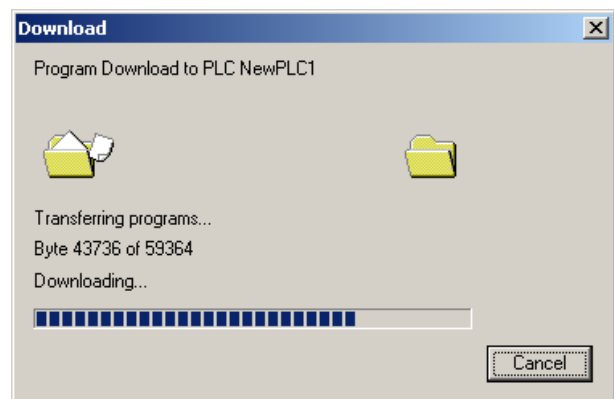 Download
Program Download to PLC NewPLC1
Transferring programs...
Byte 43736 of 59364
Downloading...
Cancel